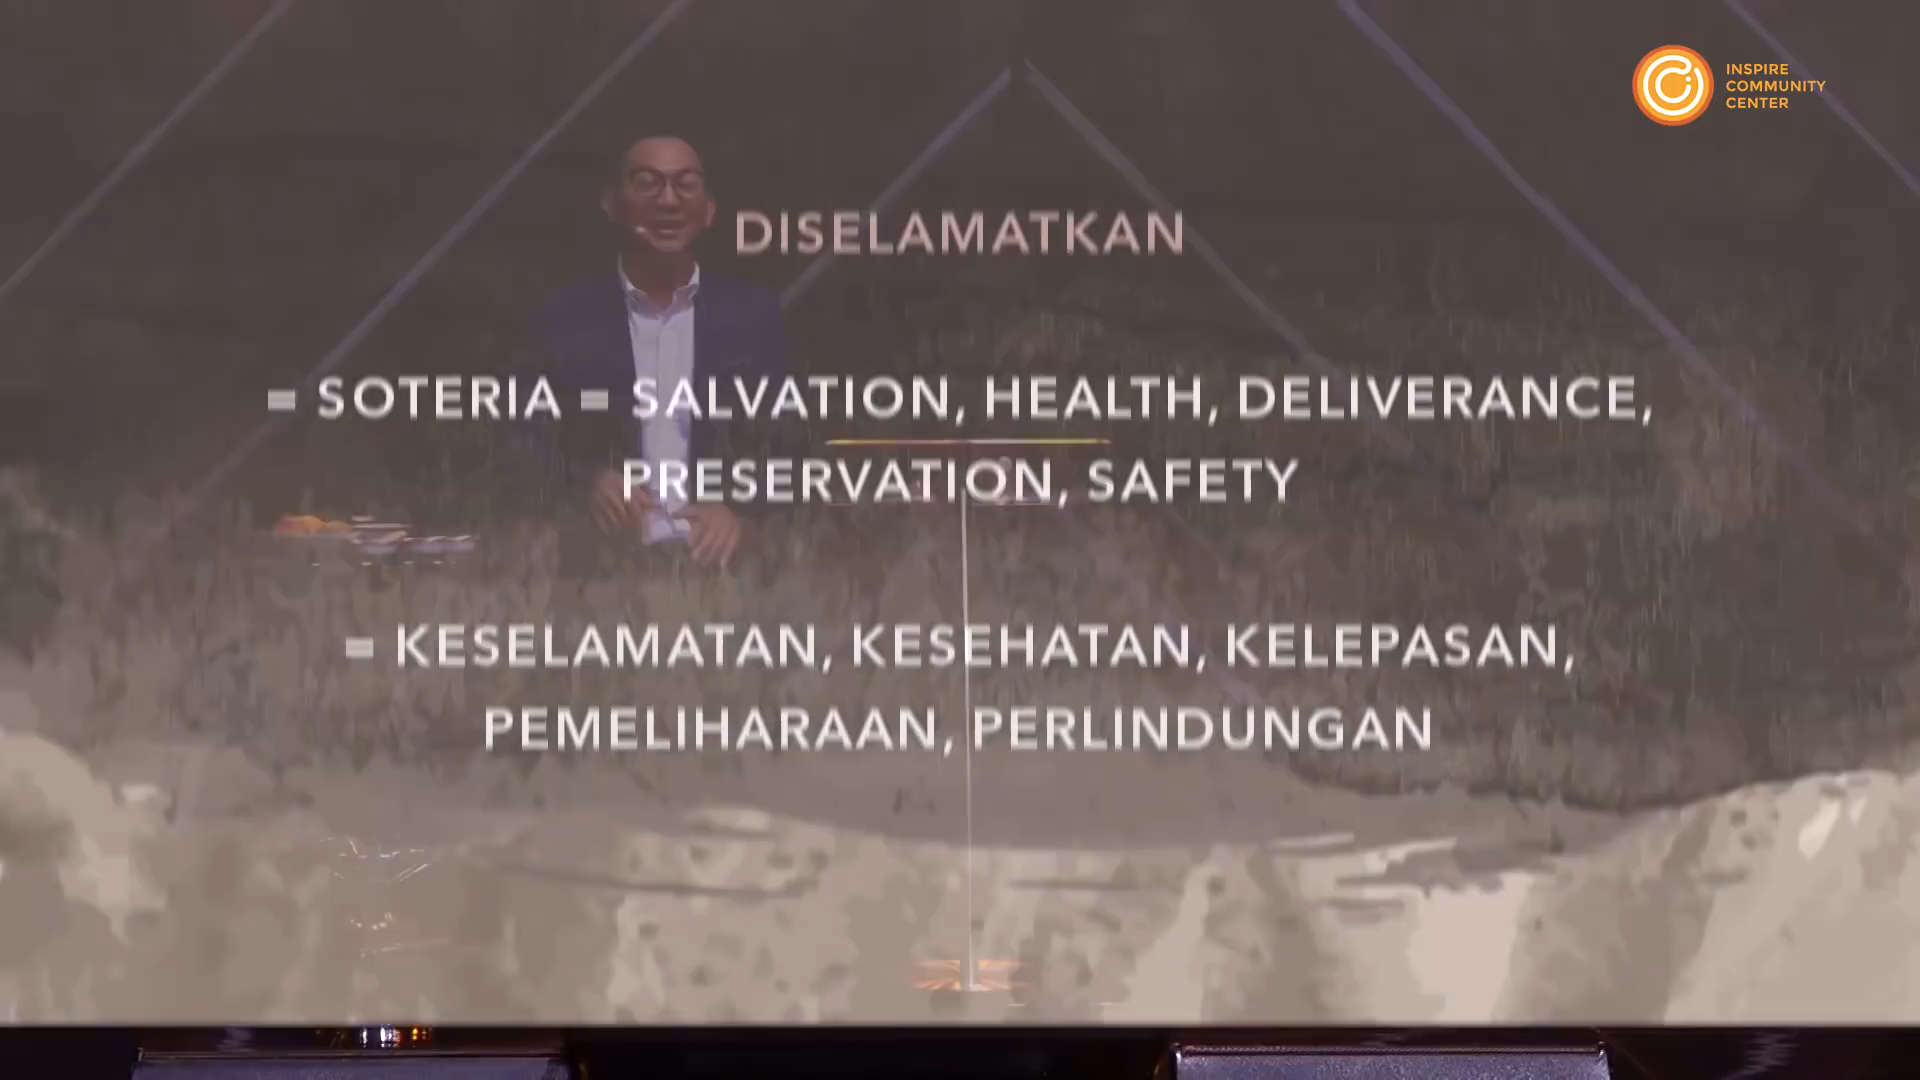 INSPIRE
COMMUNITY
CENTER
DISELAMATKAN
= SOTERIA = SALVATION, HEALTH, DELIVERANCE,
PRESERVATION, SAFETY
= KESELAMATAN, KESEHATAN, KELEPASAN,
PEMELIHARAAN, PERLINDUNGAN